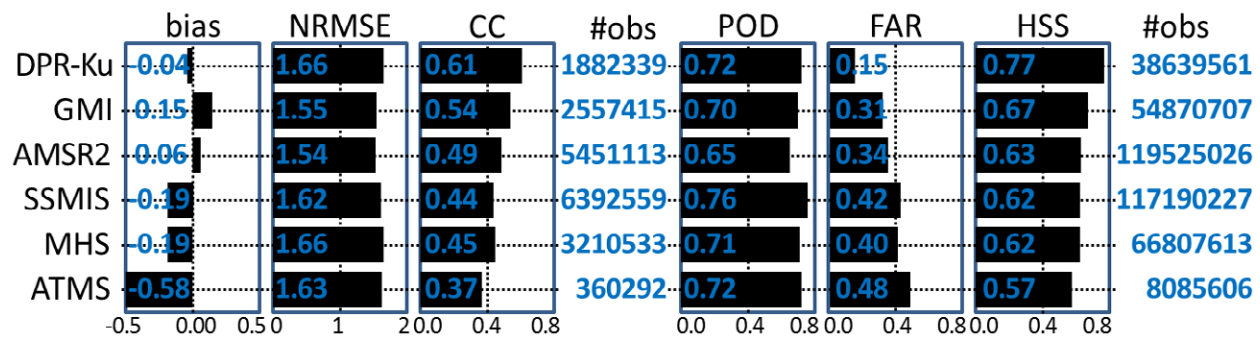 bias NRMSE CC #obs POD FAR HSS #obs
DPR-Ku -0.04 1.66 0.61 1882339 0.72 0.15 0.77 38639561
GMI 0.15 1.55 0.54 2557415 0.70 0.31 0.67 54870707
AMSR2 0.06 1.54 0.49 5451113 0.65 0.34 0.63 119525026
SSMIS -0.19 1.62 0.44 6392559 0.76 0.42 0.62 117190227
MHS -0.19 1.66 0.45 3210533 0.71 0.40 0.62 66807613
ATMS -0.58 1.63 0.37 360292 0.72 0.48 0.57 8085606
-0.5 0.00 0.5 0 1 2 0.0 0.4 0.8 0.0 0.4 0.8 0.0 0.4 0.8 0.0 0.4 0.8